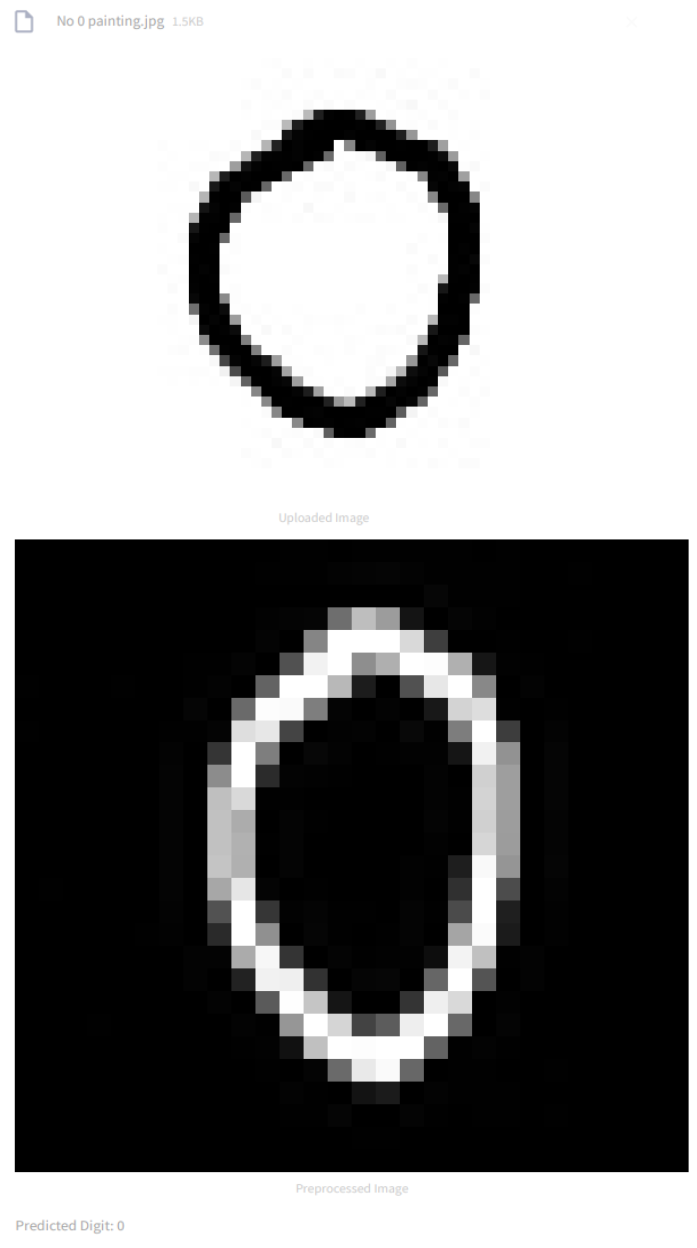 No 0 painting.jpg 1.5KB
Uploaded Image
Preprocessed Image
Predicted Digit: 0